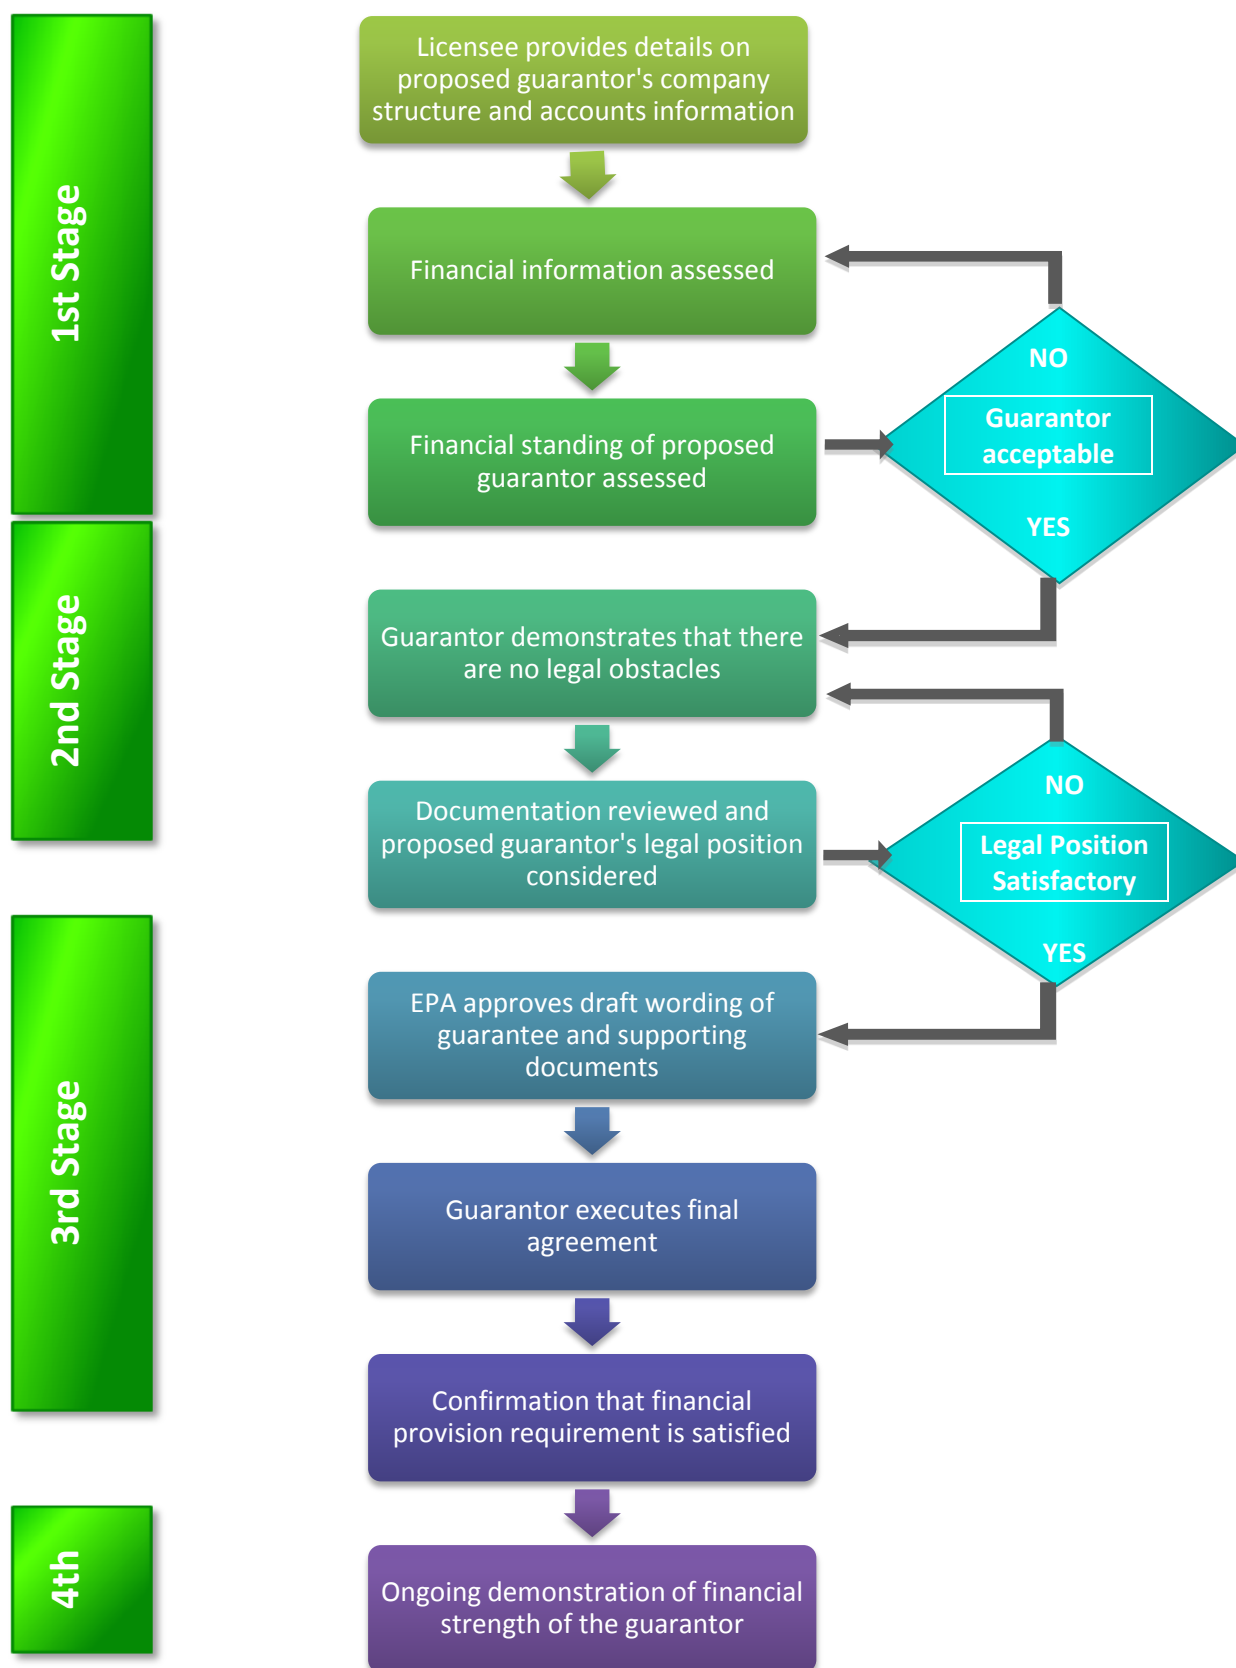 1st Stage
Licensee provides details on
proposed guarantor's company
structure and accounts information
Financial information assessed
Financial standing of proposed
guarantor assessed
NO
Guarantor
acceptable
YES
2nd Stage
Guarantor demonstrates that there
are no legal obstacles
Documentation reviewed and
proposed guarantor's legal position
considered
NO
Legal Position
Satisfactory
YES
3rd Stage
EPA approves draft wording of
guarantee and supporting
documents
Guarantor executes final
agreement
Confirmation that financial
provision requirement is satisfied
4th
Ongoing demonstration of financial
strength of the guarantor